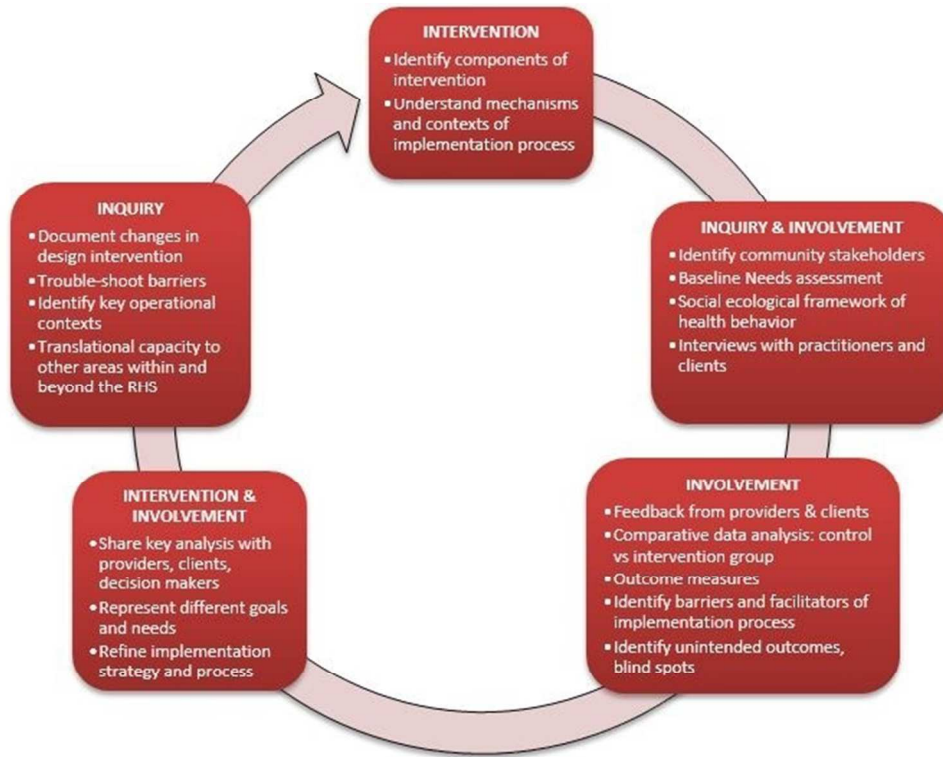 INTERVENTION
▪Identify components of
intervention
▪Understand mechanisms
and contexts of
implementation process
INQUIRY & INVOLVEMENT
▪Identify community stakeholders
▪Baseline Needs assessment
▪Social ecological framework of
health behavior
▪Interviews with practitioners and
clients
INVOLVEMENT
▪Feedback from providers & clients
▪Comparative data analysis: control
vs intervention group
▪Outcome measures
▪Identify barriers and facilitators of
implementation process
▪Identify unintended outcomes,
blind spots
INTERVENTION &
INVOLVEMENT
•Share key analysis with
providers, clients,
decision makers
▪Represent different goals
and needs
▪Refine implementation
strategy and process
INQUIRY
▪Document changes in
design intervention
▪Trouble-shoot barriers
▪Identify key operational
contexts
▪Translational capacity to
other areas within and
beyond the RHS